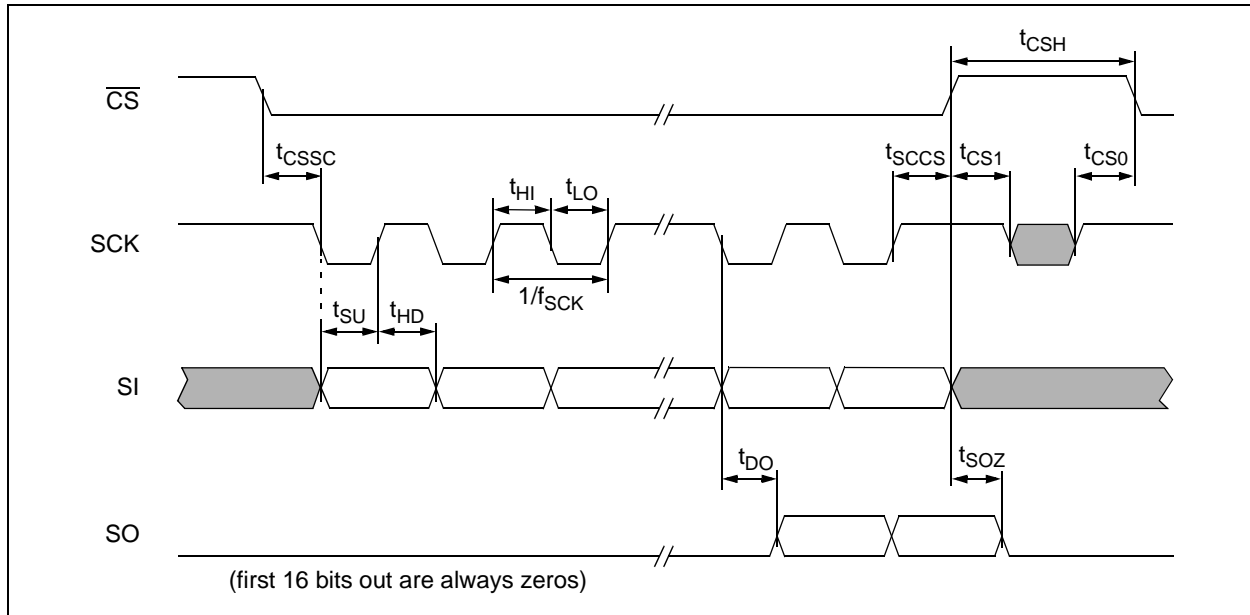 tCSH
CS
tCSSC
tSCCS tCS1 tCS0
tHI tLO
SCK
1/fSCK
tSU tHD
SI
tDO tSOZ
SO
(first 16 bits out are always zeros)